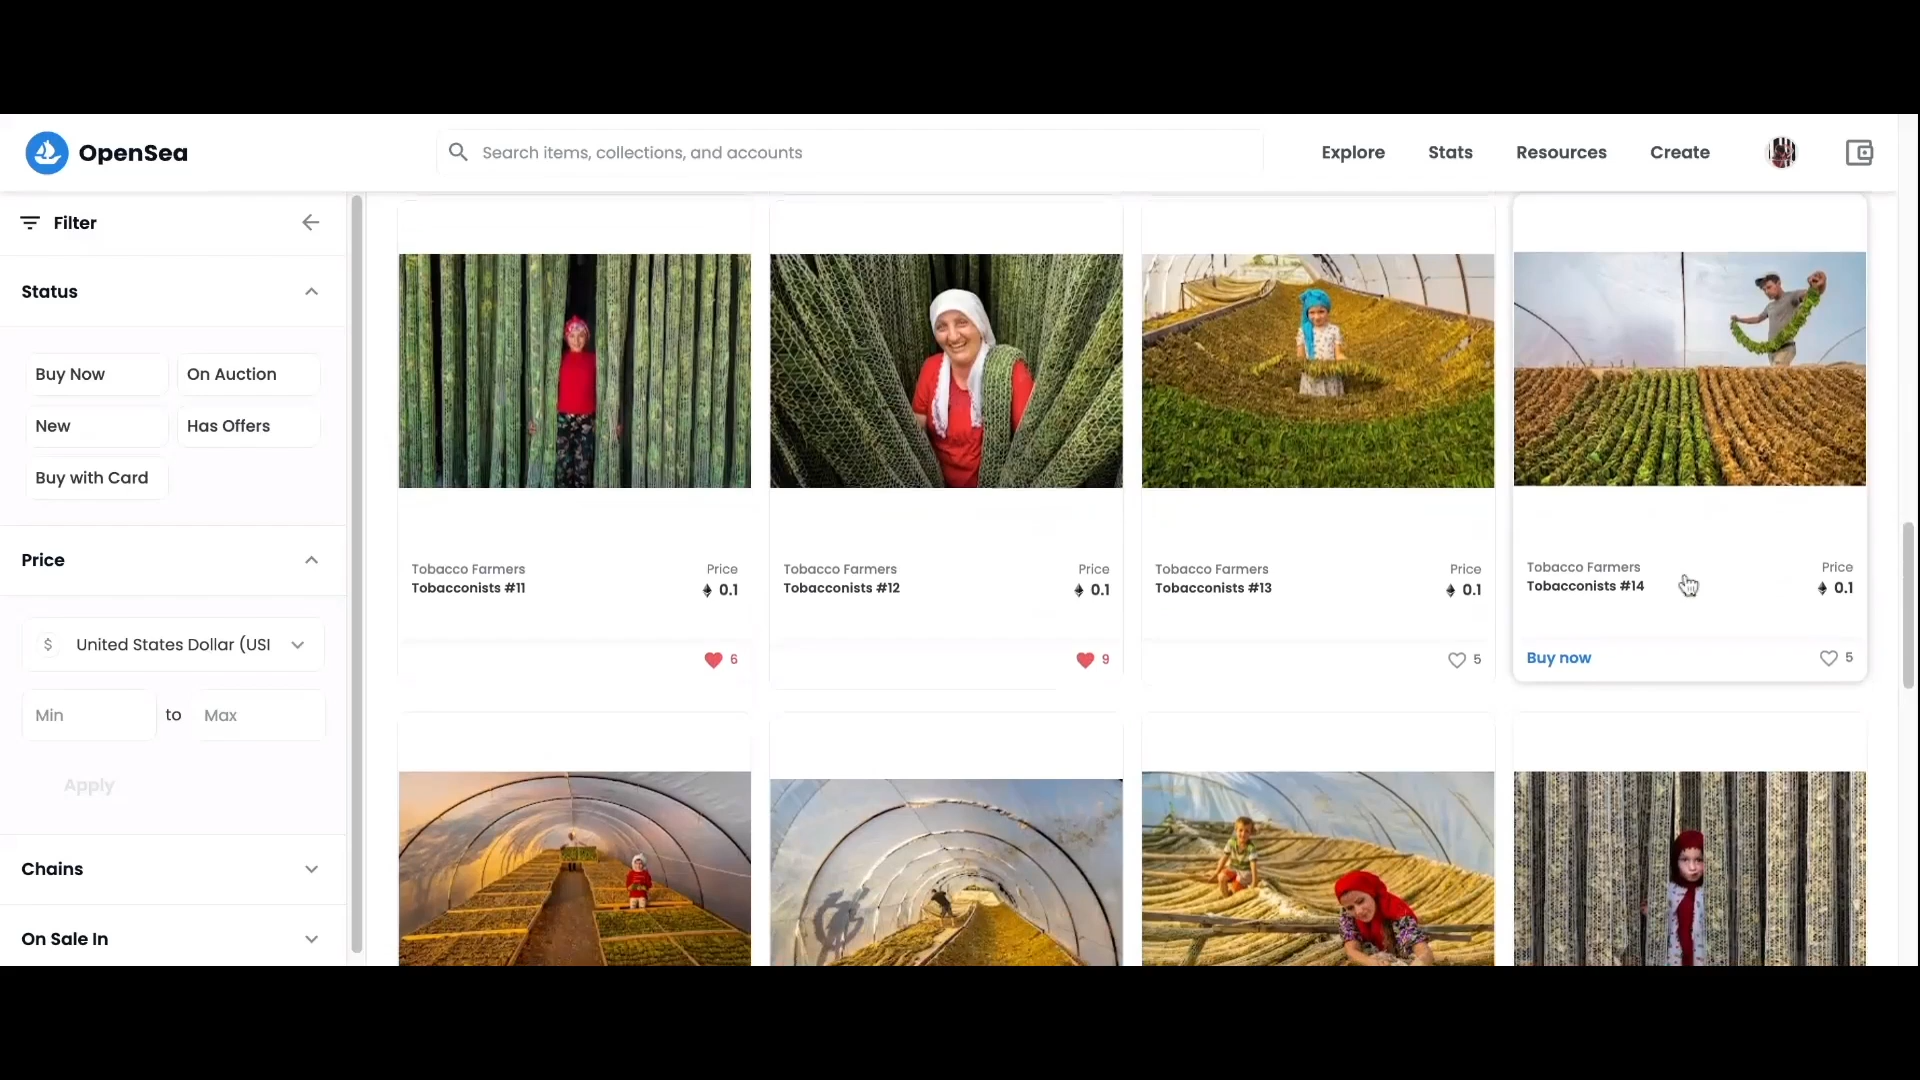 OpenSea
Search items, collections, and accounts
Explore
Stats
Resources
Create
Filter
Status
Buy Now
On Auction
New
Has Offers
Buy with Card
Price
$ United States Dollar (USI
Min to Max
Apply
Chains
On Sale In
Tobacco Farmers Price
Tobacconists #11 0.1
6
Tobacco Farmers Price
Tobacconists #12 0.1
9
Tobacco Farmers Price
Tobacconists #13 0.1
5
Tobacco Farmers Price
Tobacconists #14 0.1
Buy now 5